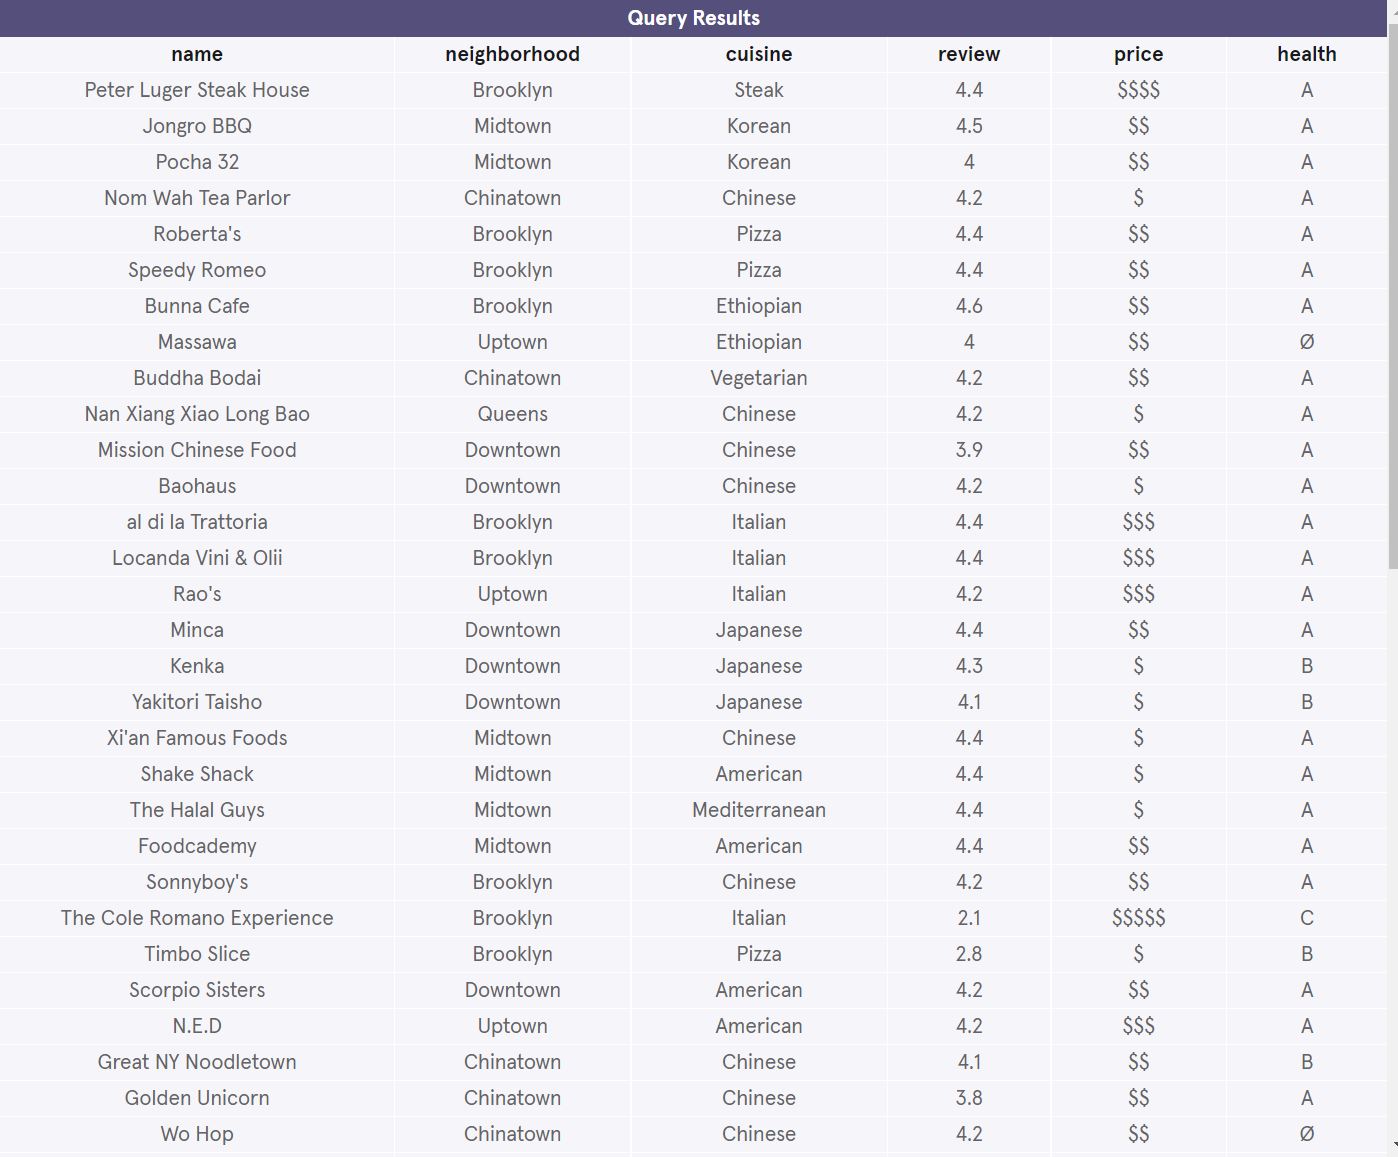 Query Results
name neighborhood cuisine review price health
Peter Luger Steak House Brooklyn Steak 4.4 $$$$ A
Jongro BBQ Midtown Korean 4.5 $$ A
Pocha 32 Midtown Korean 4 $$ A
Nom Wah Tea Parlor Chinatown Chinese 4.2 $ A
Roberta's Brooklyn Pizza 4.4 $$ A
Speedy Romeo Brooklyn Pizza 4.4 $$ A
Bunna Cafe Brooklyn Ethiopian 4.6 $$ A
Massawa Uptown Ethiopian 4 $$ Ø
Buddha Bodai Chinatown Vegetarian 4.2 $$ A
Nan Xiang Xiao Long Bao Queens Chinese 4.2 $ A
Mission Chinese Food Downtown Chinese 3.9 $$ A
Baohaus Downtown Chinese 4.2 $ A
al di la Trattoria Brooklyn Italian 4.4 $$$ A
Locanda Vini & Olii Brooklyn Italian 4.4 $$$ A
Rao's Uptown Italian 4.2 $$$ A
Minca Downtown Japanese 4.4 $$ A
Kenka Downtown Japanese 4.3 $ B
Yakitori Taisho Downtown Japanese 4.1 $ B
Xi'an Famous Foods Midtown Chinese 4.4 $ A
Shake Shack Midtown American 4.4 $ A
The Halal Guys Midtown Mediterranean 4.4 $ A
Foodcademy Midtown American 4.4 $$ A
Sonnyboy's Brooklyn Chinese 4.2 $$ A
The Cole Romano Experience Brooklyn Italian 2.1 $$$$$ C
Timbo Slice Brooklyn Pizza 2.8 $ B
Scorpio Sisters Downtown American 4.2 $$ A
N.E.D Uptown American 4.2 $$$ A
Great NY Noodletown Chinatown Chinese 4.1 $$ B
Golden Unicorn Chinatown Chinese 3.8 $$ A
Wo Hop Chinatown Chinese 4.2 $$ Ø